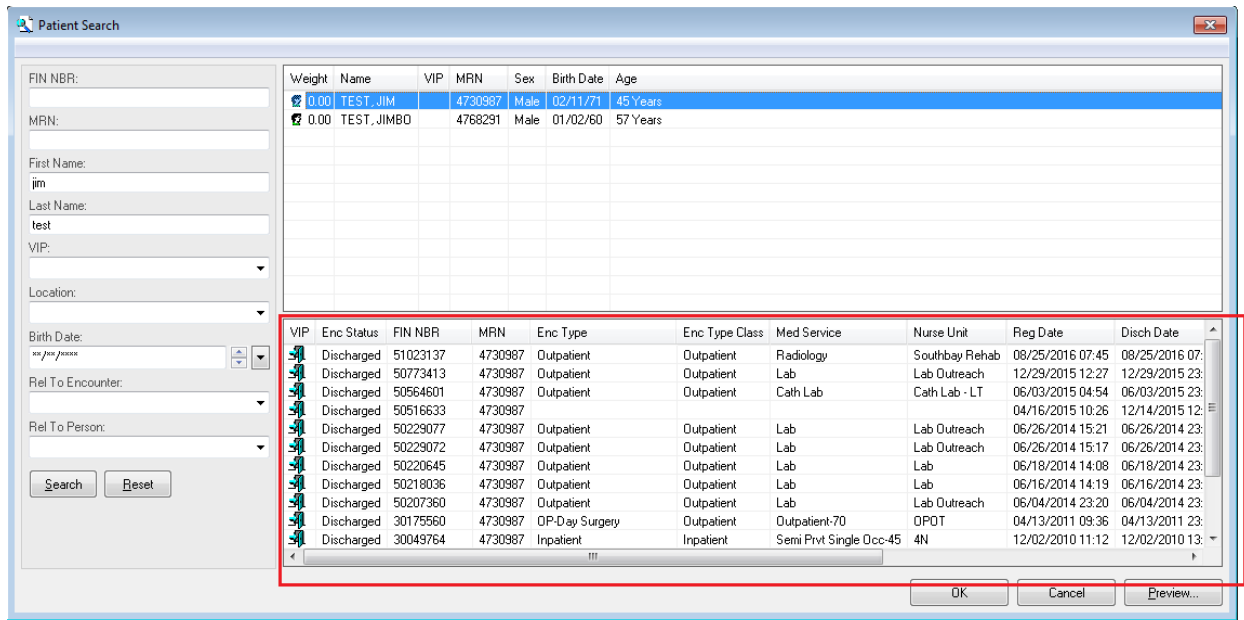 Patient Search
FIN NBR:
MRN:
First Name:
jim
Last Name:
test
VIP:
Location:
Birth Date:
**/**/****
Rel To Encounter:
Rel To Person:
Search Reset
Weight Name VIP MRN Sex Birth Date Age
0.00 TEST, JIM 4730987 Male 02/11/71 45 Years
0.00 TEST, JIMBO 4768291 Male 01/02/60 57 Years
VIP Enc Status FIN NBR MRN Enc Type Enc Type Class Med Service Nurse Unit Reg Date Disch Date
Discharged 51023137 4730987 Outpatient Outpatient Radiology Southbay Rehab 08/25/2016 07:45 08/25/2016 07:
Discharged 50773413 4730987 Outpatient Outpatient Lab Lab Outreach 12/29/2015 12:27 12/29/2015 23:
Discharged 50564601 4730987 Outpatient Outpatient Cath Lab Cath Lab - LT 06/03/2015 04:54 06/03/2015 23:
Discharged 50516633 4730987 04/16/2015 10:26 12/14/2015 12:
Discharged 50229077 4730987 Outpatient Outpatient Lab Lab Outreach 06/26/2014 15:21 06/26/2014 23:
Discharged 50229072 4730987 Outpatient Outpatient Lab Lab Outreach 06/26/2014 15:17 06/26/2014 23:
Discharged 50220645 4730987 Outpatient Outpatient Lab Lab 06/18/2014 14:08 06/18/2014 23:
Discharged 50218036 4730987 Outpatient Outpatient Lab Lab 06/16/2014 14:19 06/16/2014 23:
Discharged 50207360 4730987 Outpatient Outpatient Lab Lab Outreach 06/04/2014 23:20 06/04/2014 23:
Discharged 30175560 4730987 OP-Day Surgery Outpatient Outpatient-70 OPOT 04/13/2011 09:36 04/13/2011 23:
Discharged 30049764 4730987 Inpatient Inpatient Semi Prvt Single Occ-45 4N 12/02/2010 11:12 12/02/2010 13:
OK Cancel Preview...